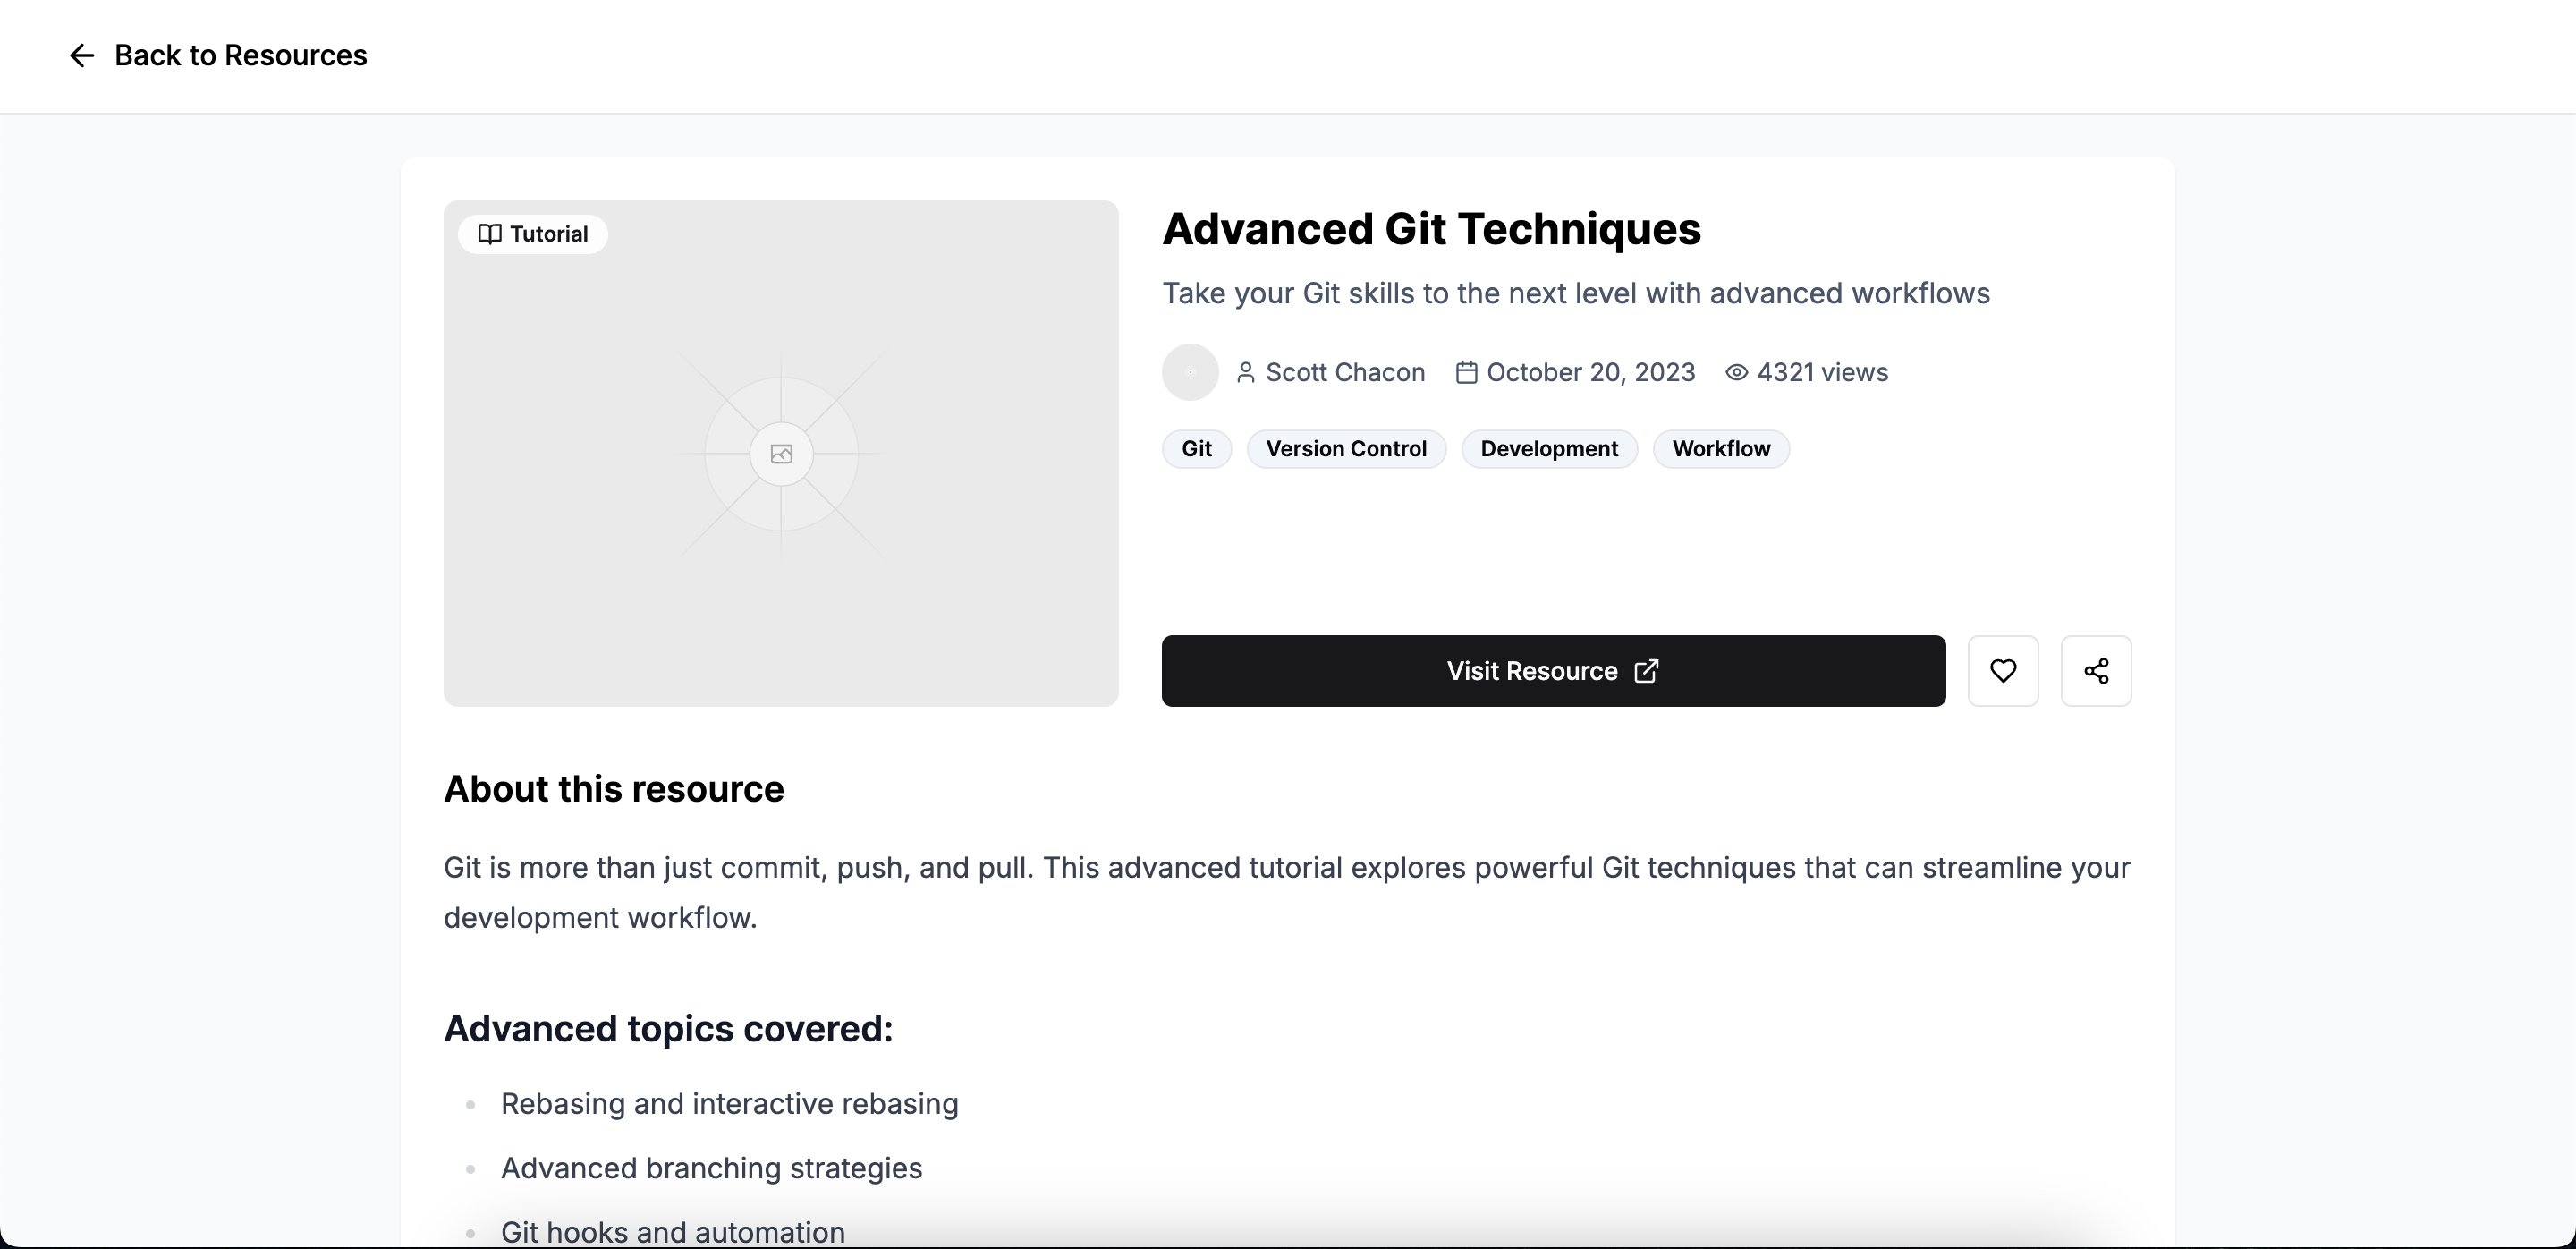 Back to Resources
Tutorial
Advanced Git Techniques
Take your Git skills to the next level with advanced workflows
Scott Chacon October 20, 2023 4321 views
Git Version Control Development Workflow
Visit Resource
About this resource
Git is more than just commit, push, and pull. This advanced tutorial explores powerful Git techniques that can streamline your
development workflow.
Advanced topics covered:
Rebasing and interactive rebasing
Advanced branching strategies
Git hooks and automation